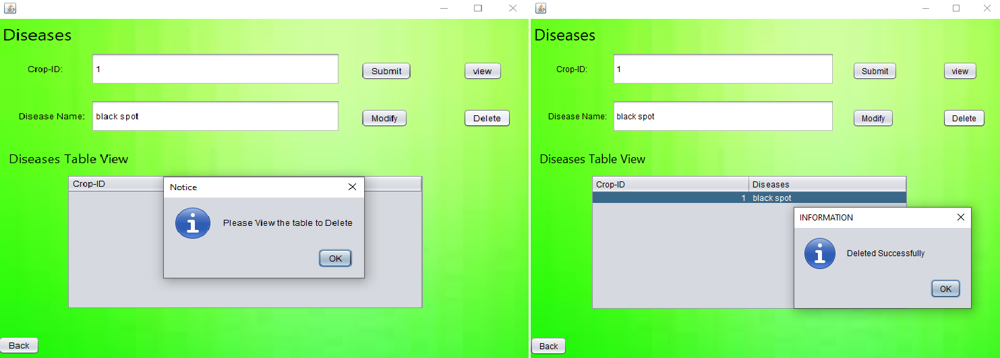 Diseases
Crop-ID:
1
Submit
view
Disease Name:
black spot
Modify
Delete
Diseases Table View
Crop-ID
Notice
Please View the table to Delete
OK
Back
Diseases
Crop-ID:
1
Submit
view
Disease Name:
black spot
Modify
Delete
Diseases Table View
Crop-ID
Diseases
1
black spot
INFORMATION
Deleted Successfully
OK
Back